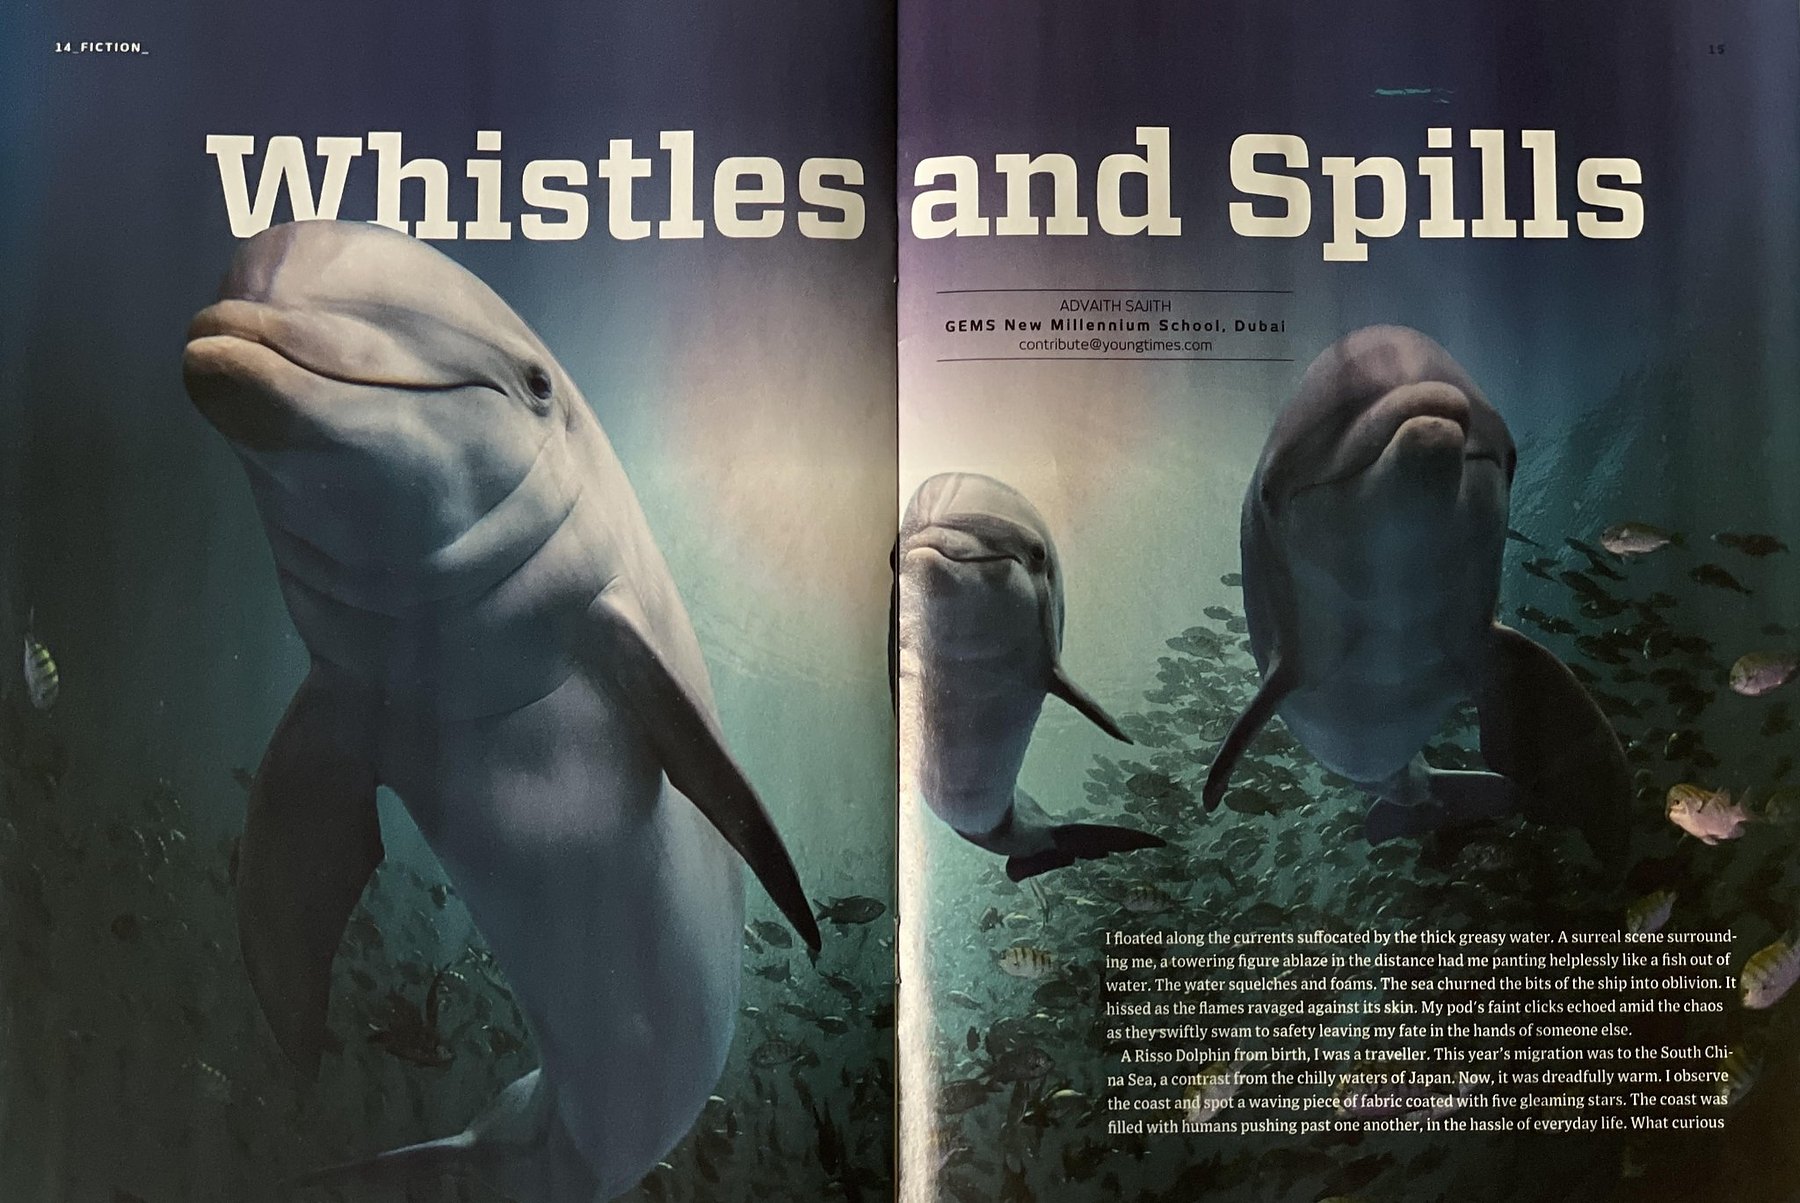 14_FICTION_
15
Whistles and Spills
ADVAITH SAJITH
GEMS New Millennium School, Dubai
contribute@youngtimes.com
I floated along the currents suffocated by the thick greasy water. A surreal scene surround-
ing me, a towering figure ablaze in the distance had me panting helplessly like a fish out of
water. The water squelches and foams. The sea churned the bits of the ship into oblivion. It
hissed as the flames ravaged against its skin. My pod's faint clicks echoed amid the chaos
as they swiftly swam to safety leaving my fate in the hands of someone else.
A Risso Dolphin from birth, I was a traveller. This year's migration was to the South Chi-
na Sea, a contrast from the chilly waters of Japan. Now, it was dreadfully warm. I observe
the coast and spot a waving piece of fabric coated with five gleaming stars. The coast was
filled with humans pushing past one another, in the hassle of everyday life. What curious